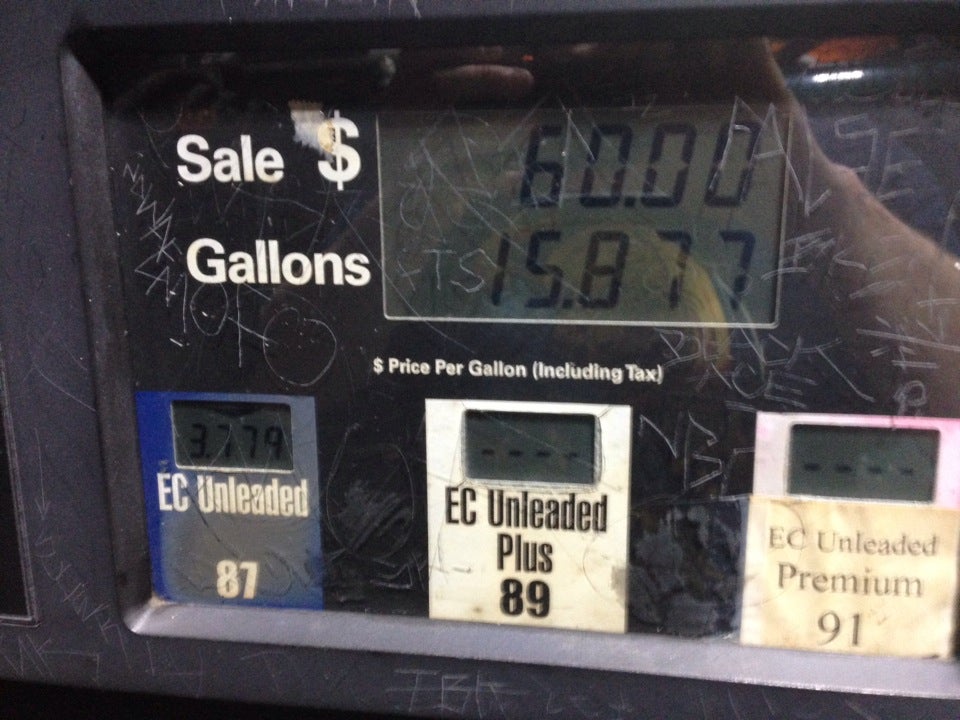 Sale $ 60.00
Gallons 15.877
$ Price Per Gallon (Including Tax)
3.779
EC Unleaded
87
- - - -
EC Unleaded
Plus
89
- - - -
EC Unleaded
Premium
91